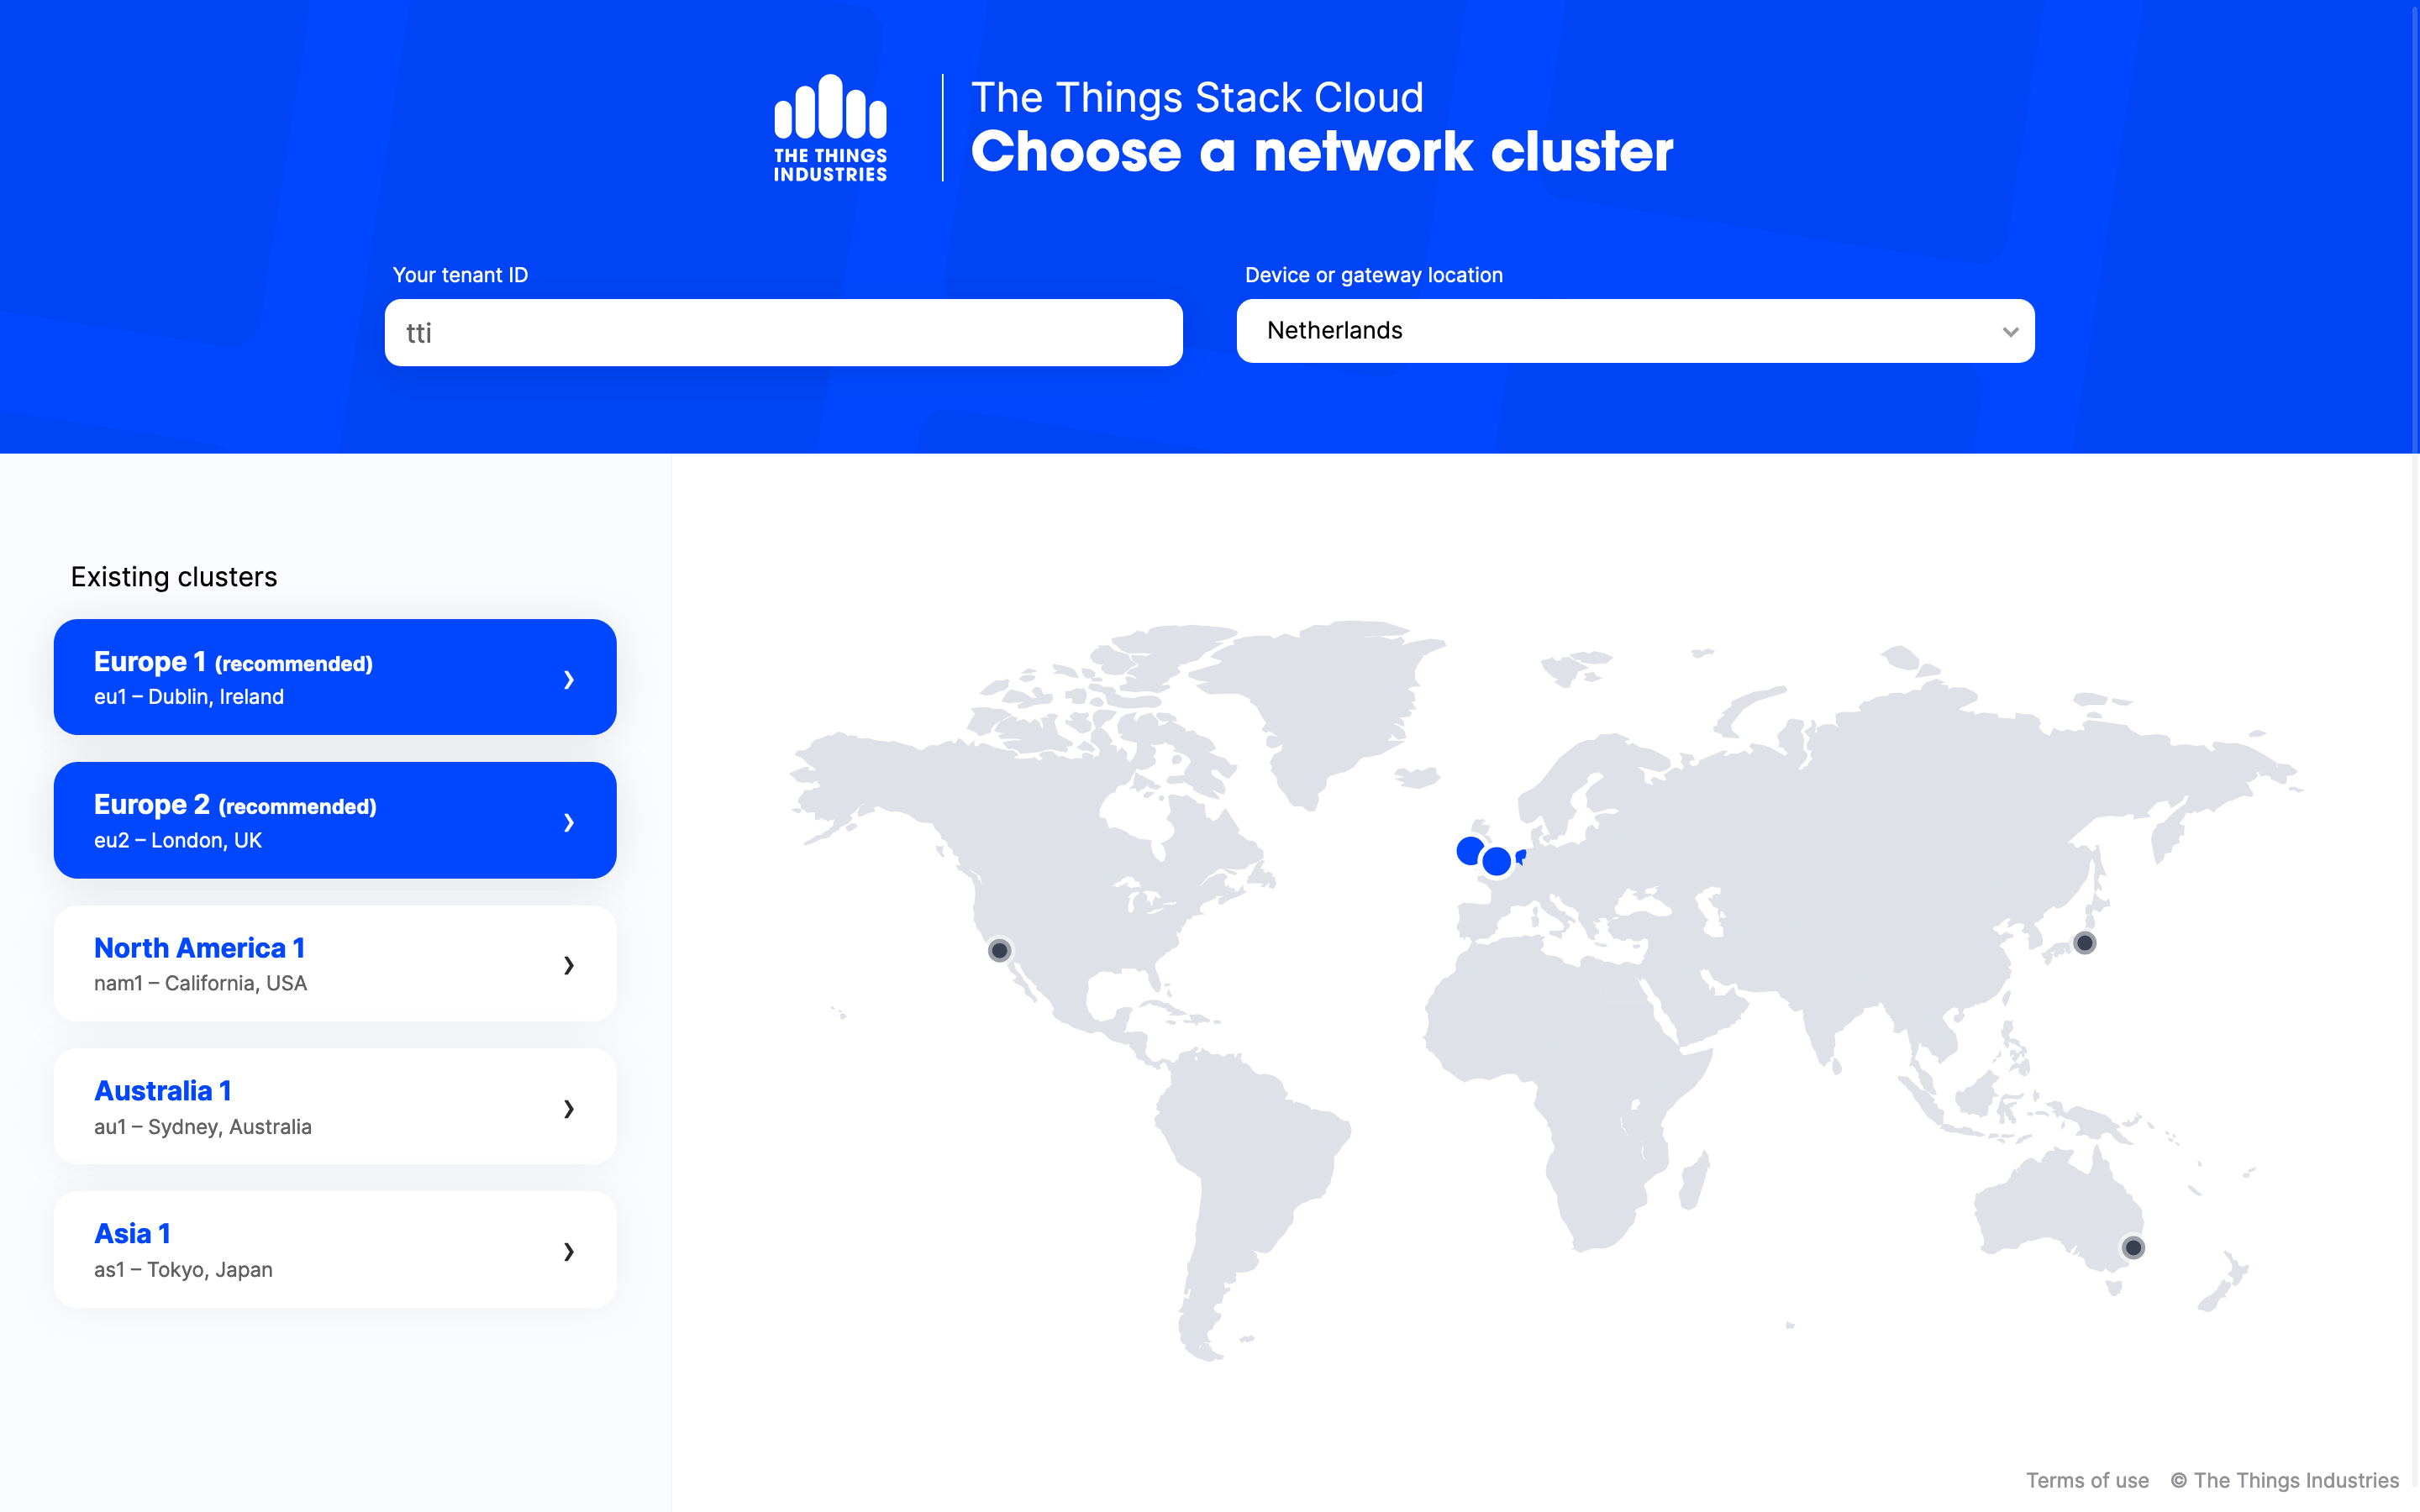 THE THINGS
INDUSTRIES
The Things Stack Cloud
Choose a network cluster
Your tenant ID
tti
Device or gateway location
Netherlands
Existing clusters
Europe 1 (recommended)
eu1 – Dublin, Ireland
Europe 2 (recommended)
eu2 – London, UK
North America 1
nam1 – California, USA
Australia 1
au1 – Sydney, Australia
Asia 1
as1 – Tokyo, Japan
Terms of use © The Things Industries